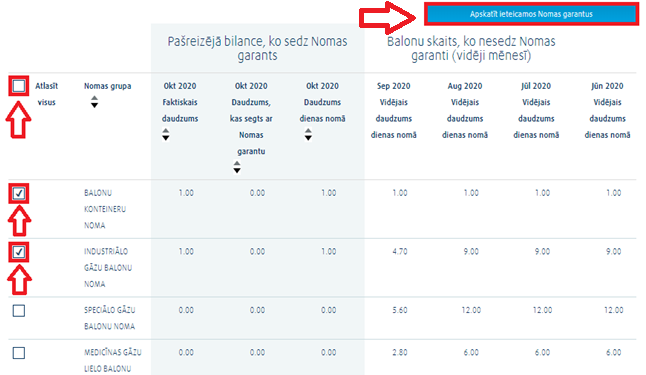 Apskatīt ieteicamos Nomas garantus
Pašreizējā bilance, ko sedz Nomas
garants
Balonu skaits, ko nesedz Nomas
garanti (vidēji mēnesī)
Atlasīt
visus
Nomas grupa
Okt 2020
Faktiskais
daudzums
Okt 2020
Daudzums,
kas segts ar
Nomas
garantu
Okt 2020
Daudzums
dienas nomā
Sep 2020
Vidējais
daudzums
dienas nomā
Aug 2020
Vidējais
daudzums
dienas nomā
Jūl 2020
Vidējais
daudzums
dienas nomā
Jūn 2020
Vidējais
daudzums
dienas nomā
BALONU
KONTEINERU
NOMA
1.00 0.00 1.00 1.00 1.00 1.00 1.00
INDUSTRIĀLO
GĀZU BALONU
NOMA
1.00 0.00 1.00 4.70 9.00 9.00 9.00
SPECIĀLO GĀZU
BALONU NOMA
0.00 0.00 0.00 5.60 12.00 12.00 12.00
MEDICĪNAS GĀZU
LIELO BALONU
0.00 0.00 0.00 2.80 6.00 6.00 6.00